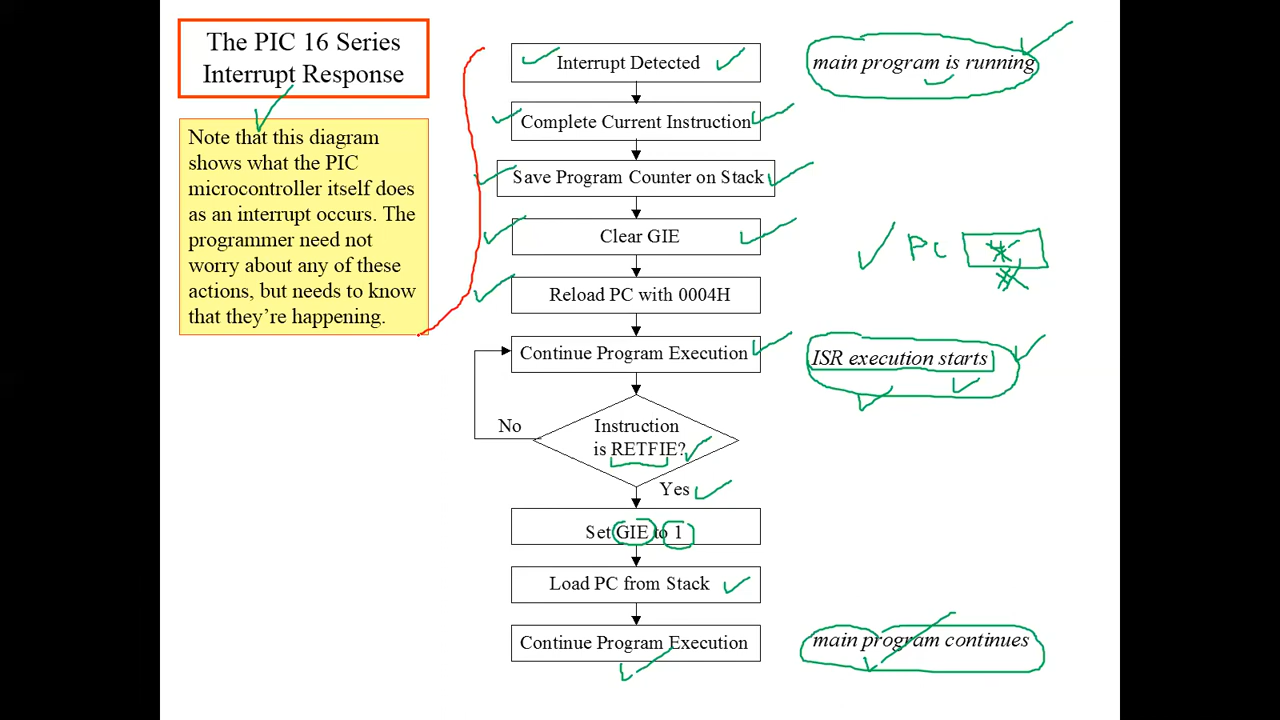 The PIC 16 Series
Interrupt Response
Note that this diagram
shows what the PIC
microcontroller itself does
as an interrupt occurs. The
programmer need not
worry about any of these
actions, but needs to know
that they're happening.
Interrupt Detected
main program is running
Complete Current Instruction
Save Program Counter on Stack
Clear GIE
PC
Reload PC with 0004H
Continue Program Execution
ISR execution starts
No
Instruction
is RETFIE?
Yes
Set GIE to 1
Load PC from Stack
Continue Program Execution
main program continues